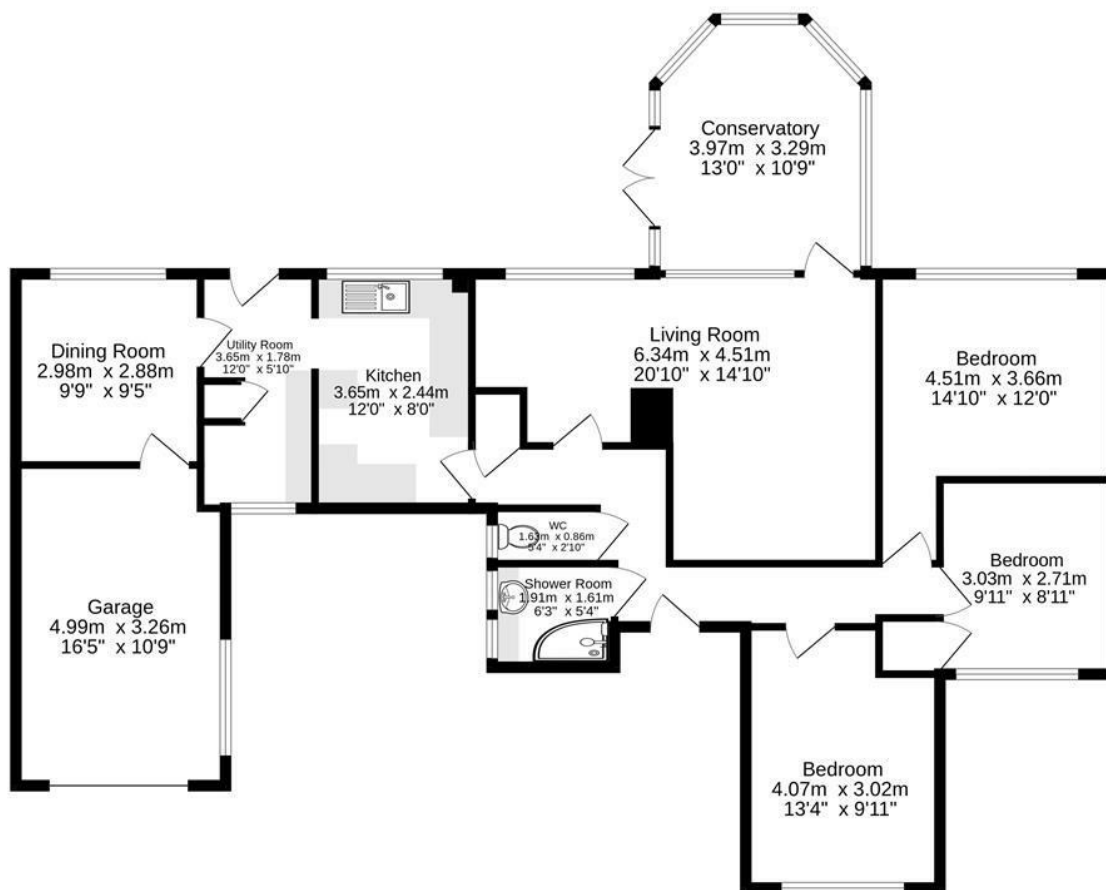 Conservatory
3.97m x 3.29m
13'0" x 10'9"
Dining Room
2.98m x 2.88m
9'9" x 9'5"
Utility Room
3.65m x 1.78m
12'0" x 5'10"
Kitchen
3.65m x 2.44m
12'0" x 8'0"
Living Room
6.34m x 4.51m
20'10" x 14'10"
Bedroom
4.51m x 3.66m
14'10" x 12'0"
WC
1.63m x 0.86m
5'4" x 2'10"
Shower Room
1.91m x 1.61m
6'3" x 5'4"
Bedroom
3.03m x 2.71m
9'11" x 8'11"
Garage
4.99m x 3.26m
16'5" x 10'9"
Bedroom
4.07m x 3.02m
13'4" x 9'11"